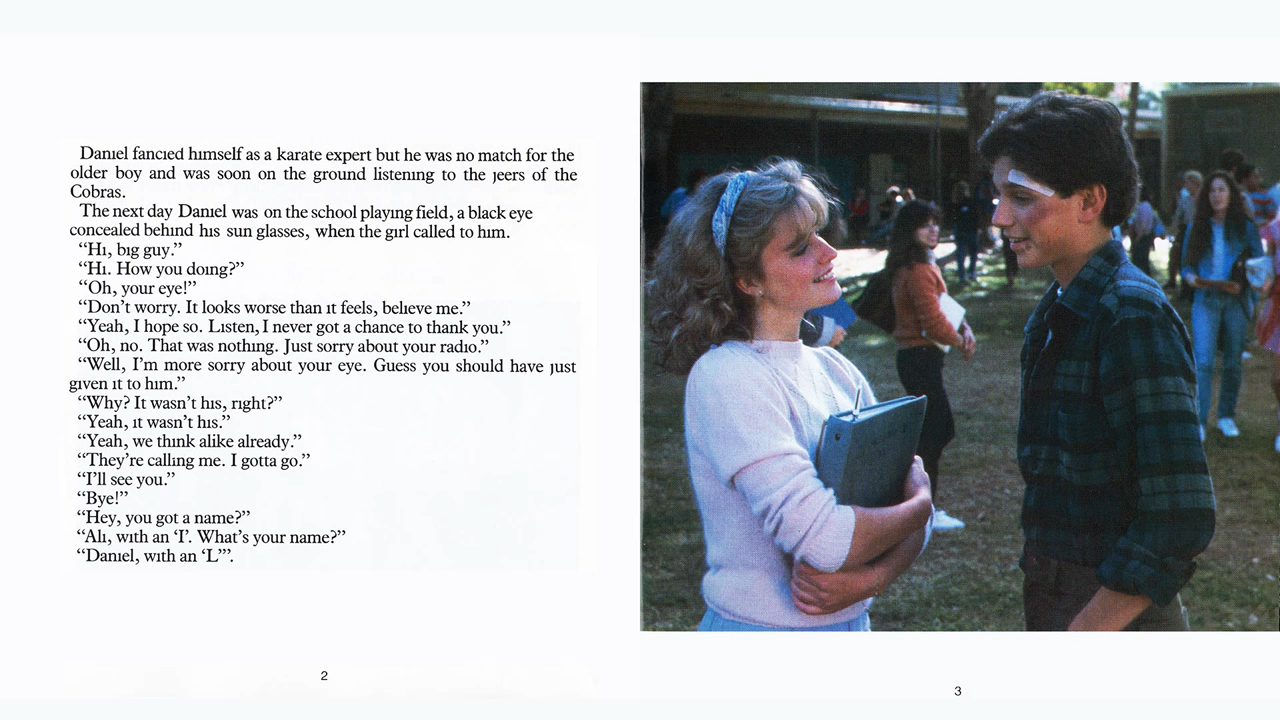 Daniel fancied himself as a karate expert but he was no match for the
older boy and was soon on the ground listening to the jeers of the
Cobras.
The next day Daniel was on the school playing field, a black eye
concealed behind his sun glasses, when the girl called to him.
“Hi, big guy.”
“Hi. How you doing?”
“Oh, your eye!”
“Don’t worry. It looks worse than it feels, believe me.”
“Yeah, I hope so. Listen, I never got a chance to thank you.”
“Oh, no. That was nothing. Just sorry about your radio.”
“Well, I’m more sorry about your eye. Guess you should have just
given it to him.”
“Why? It wasn’t his, right?”
“Yeah, it wasn’t his.”
“Yeah, we think alike already.”
“They’re calling me. I gotta go.”
“I’ll see you.”
“Bye!”
“Hey, you got a name?”
“Ali, with an ‘I’. What’s your name?”
“Daniel, with an ‘L’”.
2
3